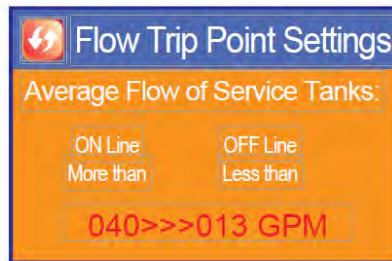 Flow Trip Point Settings
Average Flow of Service Tanks:
ON Line OFF Line
More than Less than
040>>>013 GPM